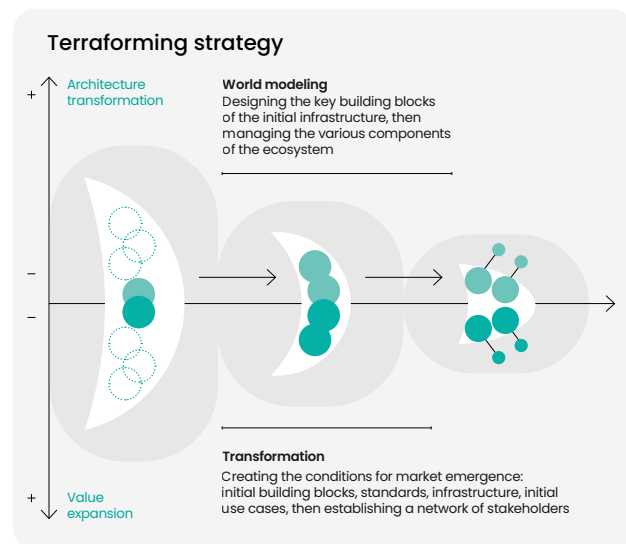 Terraforming strategy
+
Architecture
transformation
World modeling
Designing the key building blocks
of the initial infrastructure, then
managing the various components
of the ecosystem
–
–
Transformation
Creating the conditions for market emergence:
initial building blocks, standards, infrastructure, initial
use cases, then establishing a network of stakeholders
+
Value
expansion